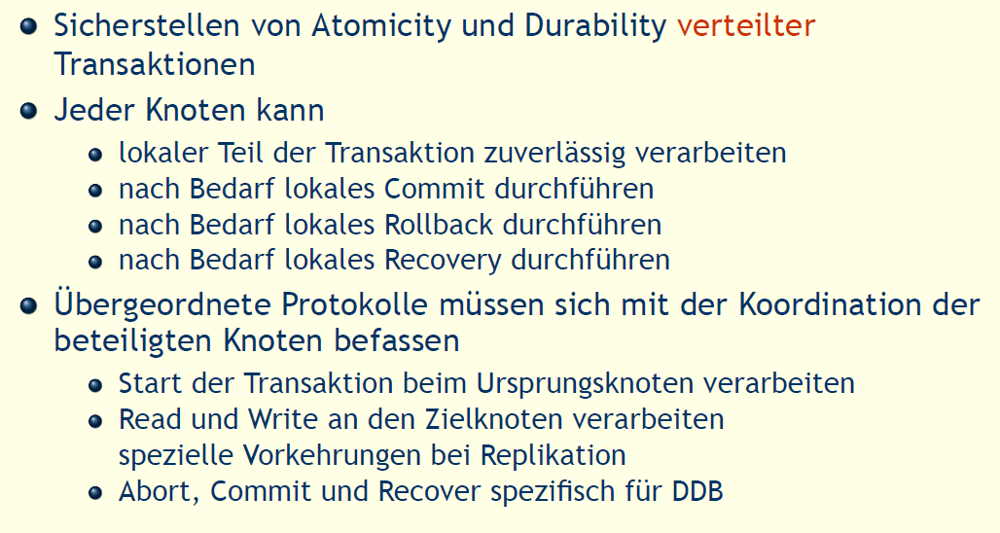 Sicherstellen von Atomicity und Durability verteilter
Transaktionen
Jeder Knoten kann
lokaler Teil der Transaktion zuverlässig verarbeiten
nach Bedarf lokales Commit durchführen
nach Bedarf lokales Rollback durchführen
nach Bedarf lokales Recovery durchführen
Übergeordnete Protokolle müssen sich mit der Koordination der
beteiligten Knoten befassen
Start der Transaktion beim Ursprungsknoten verarbeiten
Read und Write an den Zielknoten verarbeiten
spezielle Vorkehrungen bei Replikation
Abort, Commit und Recover spezifisch für DDB